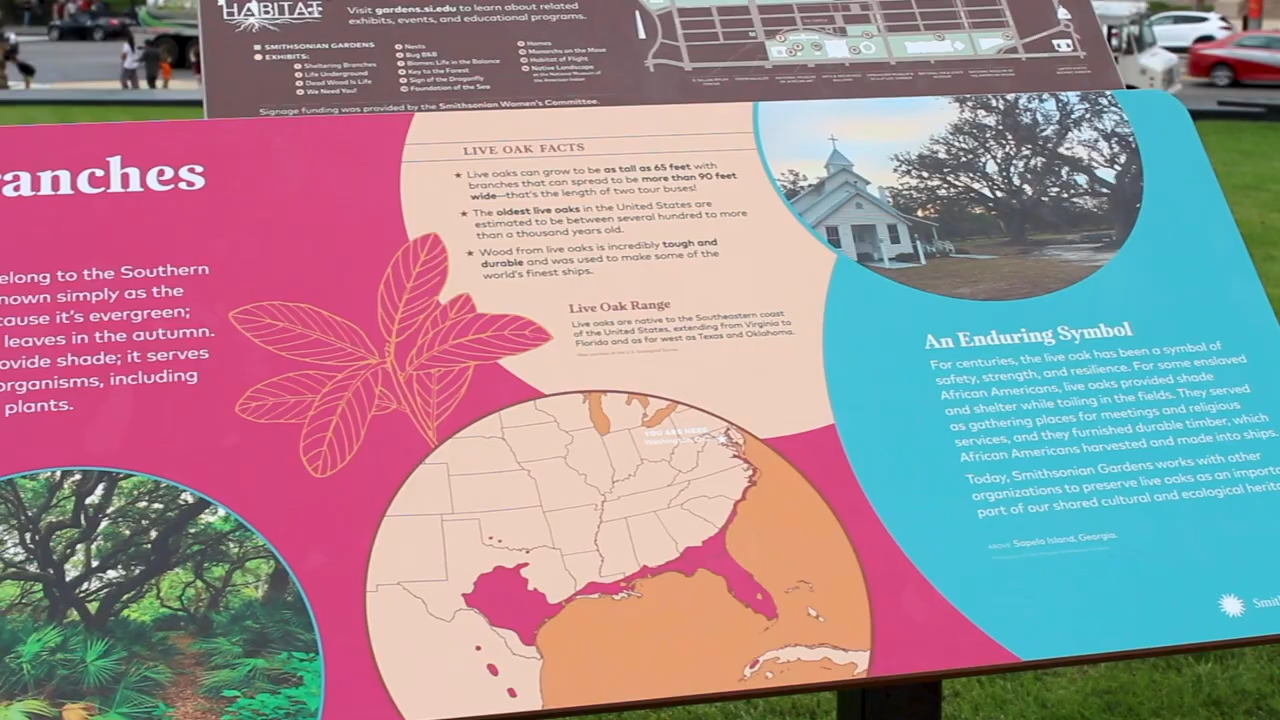 HABITAT
Visit gardens.si.edu to learn about related
exhibits, events, and educational programs.
SMITHSONIAN GARDENS
EXHIBITS:
Sheltering Branches
Life Underground
Dead Wood Is Life
We Need You!
Nests
Bug B&B
Biomes: Life in the Balance
Key to the Forest
Sign of the Dragonfly
Foundation of the Sea
Homes
Monarchs on the Move
Habitat of Flight
Native Landscape
at the National Museum of
the American Indian
Signage funding was provided by the Smithsonian Women's Committee.
ranches
elong to the Southern
nown simply as the
cause it's evergreen;
leaves in the autumn.
ovide shade; it serves
organisms, including
plants.
LIVE OAK FACTS
★ Live oaks can grow to be as tall as 65 feet with
branches that can spread to be more than 90 feet
wide—that's the length of two tour buses!
★ The oldest live oaks in the United States are
estimated to be between several hundred to more
than a thousand years old.
★ Wood from live oaks is incredibly tough and
durable and was used to make some of the
world's finest ships.
Live Oak Range
Live oaks are native to the Southeastern coast
of the United States, extending from Virginia to
Florida and as far west as Texas and Oklahoma.
YOU ARE HERE
Washington, D.C.
An Enduring Symbol
For centuries, the live oak has been a symbol of
safety, strength, and resilience. For some enslaved
African Americans, live oaks provided shade
and shelter while toiling in the fields. They served
as gathering places for meetings and religious
services, and they furnished durable timber, which
African Americans harvested and made into ships.
Today, Smithsonian Gardens works with other
organizations to preserve live oaks as an importa
part of our shared cultural and ecological herita
ABOVE: Sapelo Island, Georgia.
Smit